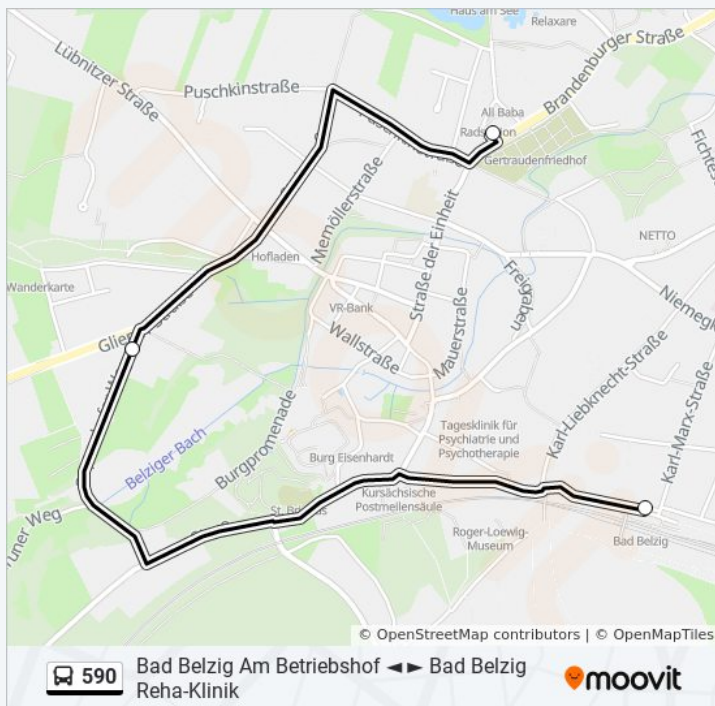 Haus am See
Relaxare
Lübnitzer Straße
Puschkinstraße
Brandenburger Straße
Ali Baba
Gertraudenfriedhof
Memöllerstraße
Straße der Einheit
NETTO
Hofladen
Wanderkarte
Freigaben
VR-Bank
Niemeg
Wallstraße
Mauerstraße
Karl-Liebknecht-Straße
Karl-Marx-Straße
Belziger Bach
Burgpromenade
Tagesklinik für
Psychiatrie und
Psychotherapie
Burg Eisenhardt
Kursächsische
Postmeilensäule
Roger-Loewig-
Museum
Bad Belzig
© OpenStreetMap contributors | © OpenMapTiles
590
Bad Belzig Am Betriebshof ◄ ► Bad Belzig
Reha-Klinik
moovit